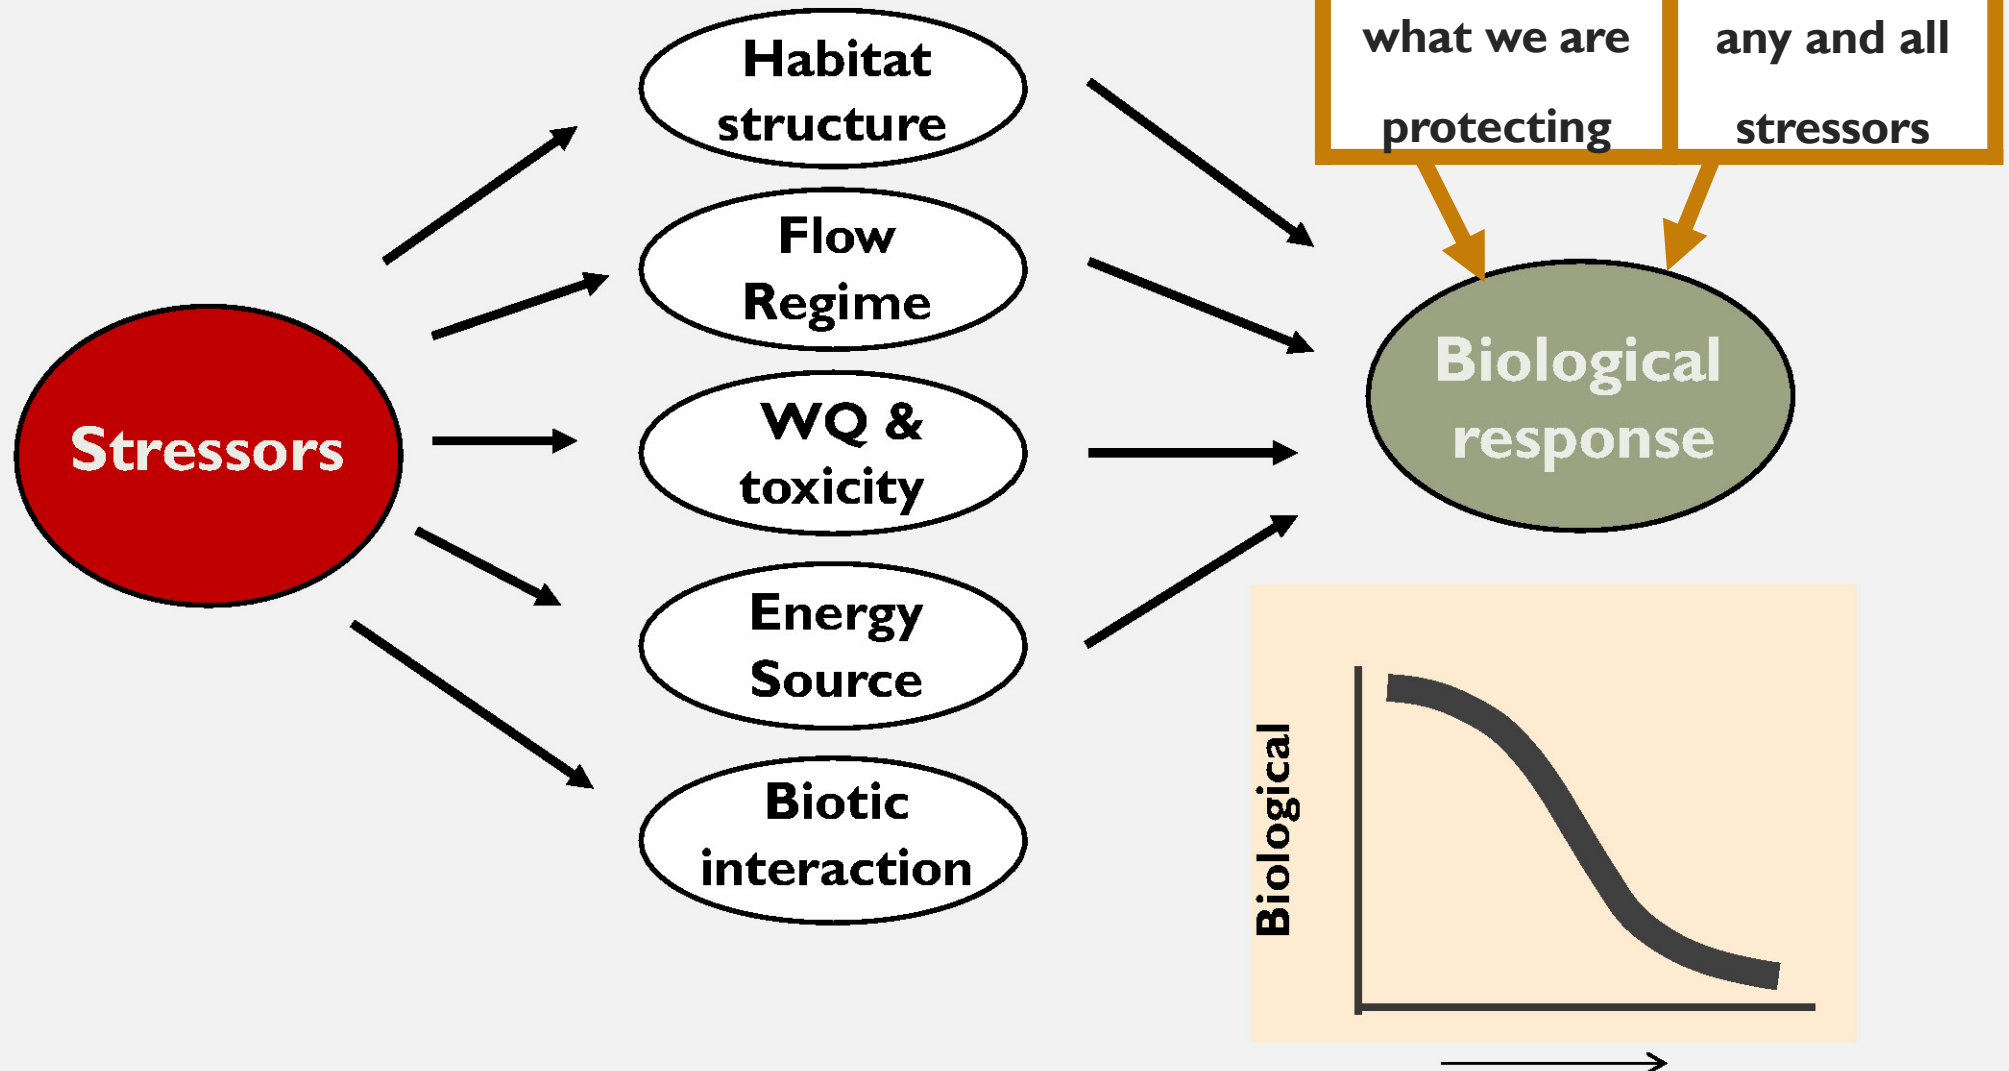 Habitat
structure
Flow
Regime
WQ &
toxicity
Energy
Source
Biotic
interaction
Stressors
what we are
protecting
any and all
stressors
Biological
response
Biological